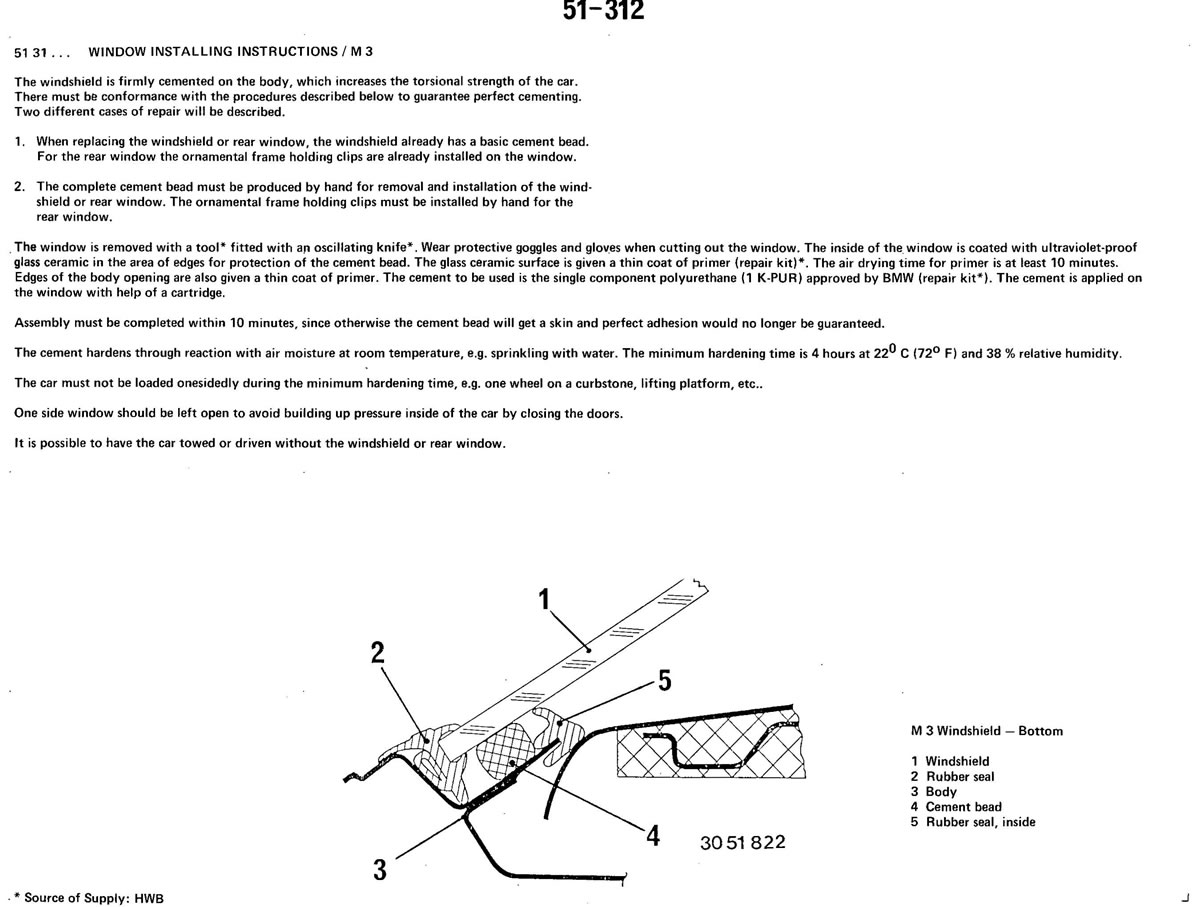 51-312
51 31 . . . WINDOW INSTALLING INSTRUCTIONS / M 3
The windshield is firmly cemented on the body, which increases the torsional strength of the car.
There must be conformance with the procedures described below to guarantee perfect cementing.
Two different cases of repair will be described.
1. When replacing the windshield or rear window, the windshield already has a basic cement bead.
For the rear window the ornamental frame holding clips are already installed on the window.
2. The complete cement bead must be produced by hand for removal and installation of the wind-
shield or rear window. The ornamental frame holding clips must be installed by hand for the
rear window.
The window is removed with a tool* fitted with an oscillating knife*. Wear protective goggles and gloves when cutting out the window. The inside of the window is coated with ultraviolet-proof
glass ceramic in the area of edges for protection of the cement bead. The glass ceramic surface is given a thin coat of primer (repair kit)*. The air drying time for primer is at least 10 minutes.
Edges of the body opening are also given a thin coat of primer. The cement to be used is the single component polyurethane (1 K-PUR) approved by BMW (repair kit*). The cement is applied on
the window with help of a cartridge.
Assembly must be completed within 10 minutes, since otherwise the cement bead will get a skin and perfect adhesion would no longer be guaranteed.
The cement hardens through reaction with air moisture at room temperature, e.g. sprinkling with water. The minimum hardening time is 4 hours at 22⁰ C (72º F) and 38 % relative humidity.
The car must not be loaded onesidedly during the minimum hardening time, e.g. one wheel on a curbstone, lifting platform, etc..
One side window should be left open to avoid building up pressure inside of the car by closing the doors.
It is possible to have the car towed or driven without the windshield or rear window.
1
2
5
4
3
30 51 822
M 3 Windshield – Bottom
1 Windshield
2 Rubber seal
3 Body
4 Cement bead
5 Rubber seal, inside
* Source of Supply: HWB